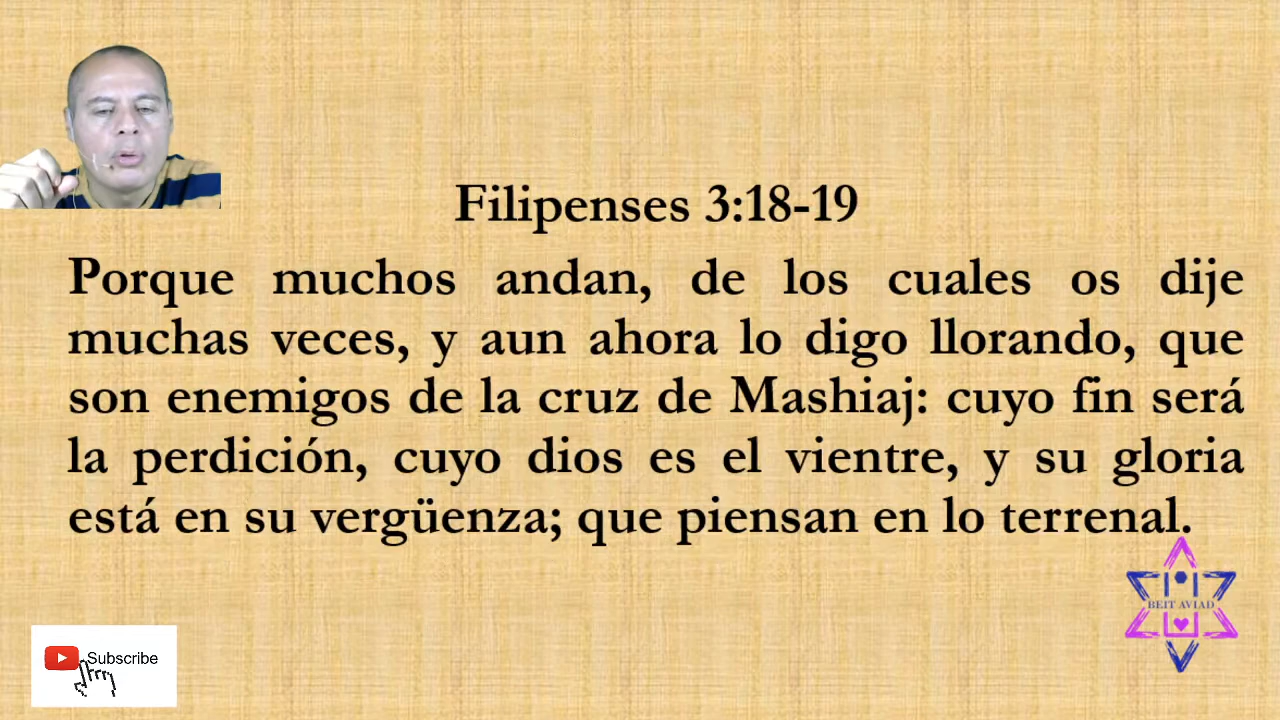 Filipenses 3:18-19
Porque muchos andan, de los cuales os dije
muchas veces, y aun ahora lo digo llorando, que
son enemigos de la cruz de Mashiaj: cuyo fin será
la perdición, cuyo dios es el vientre, y su gloria
está en su vergüenza; que piensan en lo terrenal.
BEIT AVIAD
Subscribe